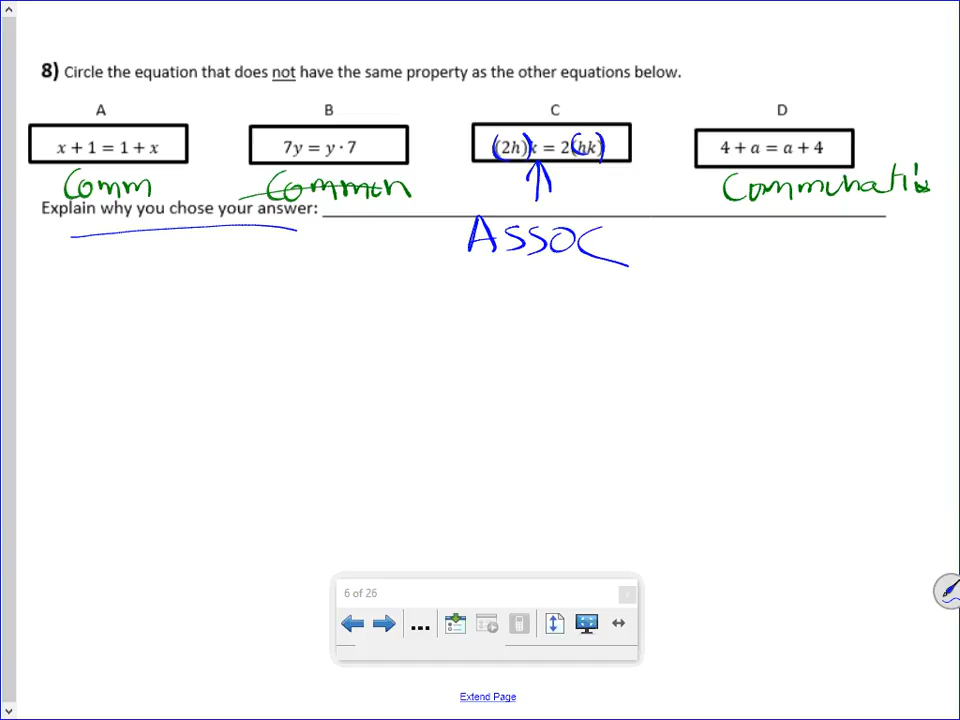 8) Circle the equation that does not have the same property as the other equations below.
A B C D
x + 1 = 1 + x 7y = y · 7 (2h)k = 2(hk) 4 + a = a + 4
Comm Commun Commutativ
Explain why you chose your answer:
Assoc
6 of 26
Extend Page